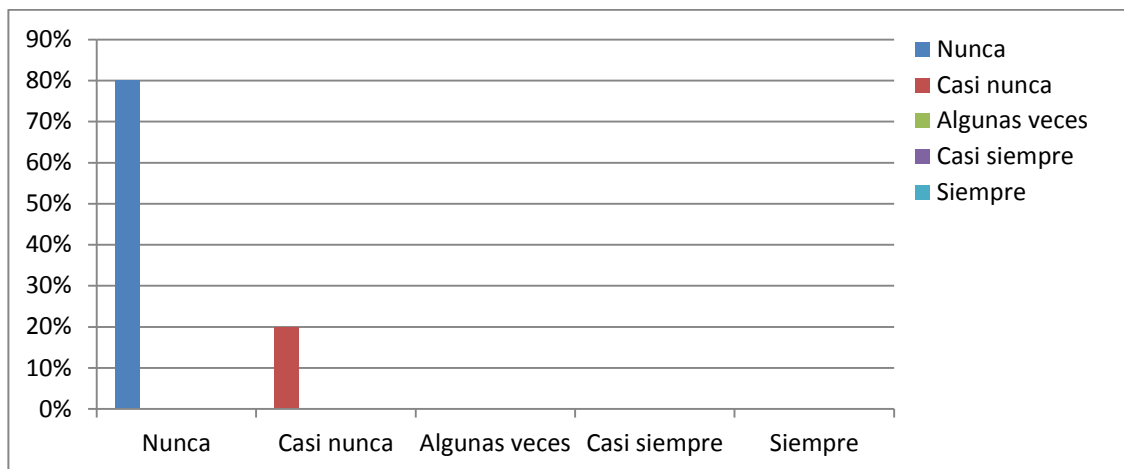 90%
80%
70%
60%
50%
40%
30%
20%
10%
0%
Nunca
Casi nunca
Algunas veces
Casi siempre
Siempre
Nunca
Casi nunca
Algunas veces
Casi siempre
Siempre